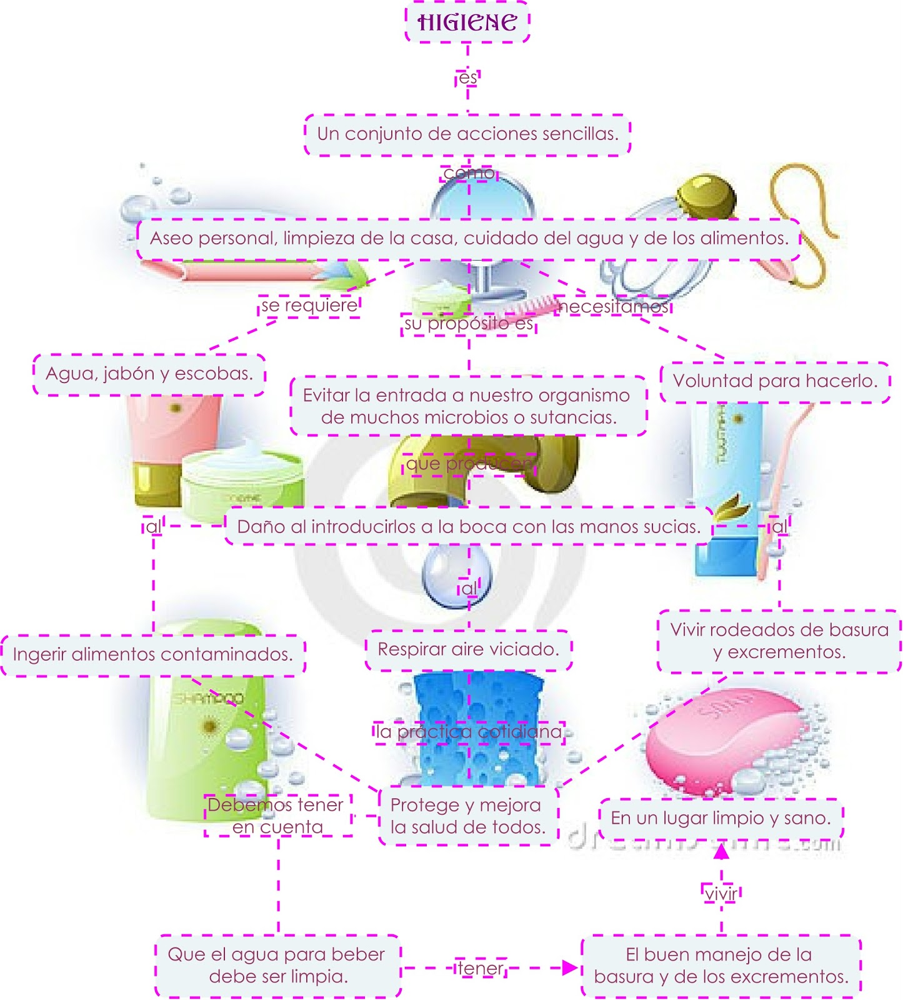 HIGIENE
es
Un conjunto de acciones sencillas.
como
Aseo personal, limpieza de la casa, cuidado del agua y de los alimentos.
se requiere
su propósito es
necesitamos
Agua, jabón y escobas.
Evitar la entrada a nuestro organismo
de muchos microbios o sutancias.
Voluntad para hacerlo.
que producen
al
Daño al introducirlos a la boca con las manos sucias.
al
al
Ingerir alimentos contaminados.
Respirar aire viciado.
Vivir rodeados de basura
y excrementos.
SHAMPOO
SOAP
la práctica cotidiana
Debemos tener
en cuenta
Protege y mejora
la salud de todos.
En un lugar limpio y sano.
vivir
Que el agua para beber
debe ser limpia.
tener
El buen manejo de la
basura y de los excrementos.